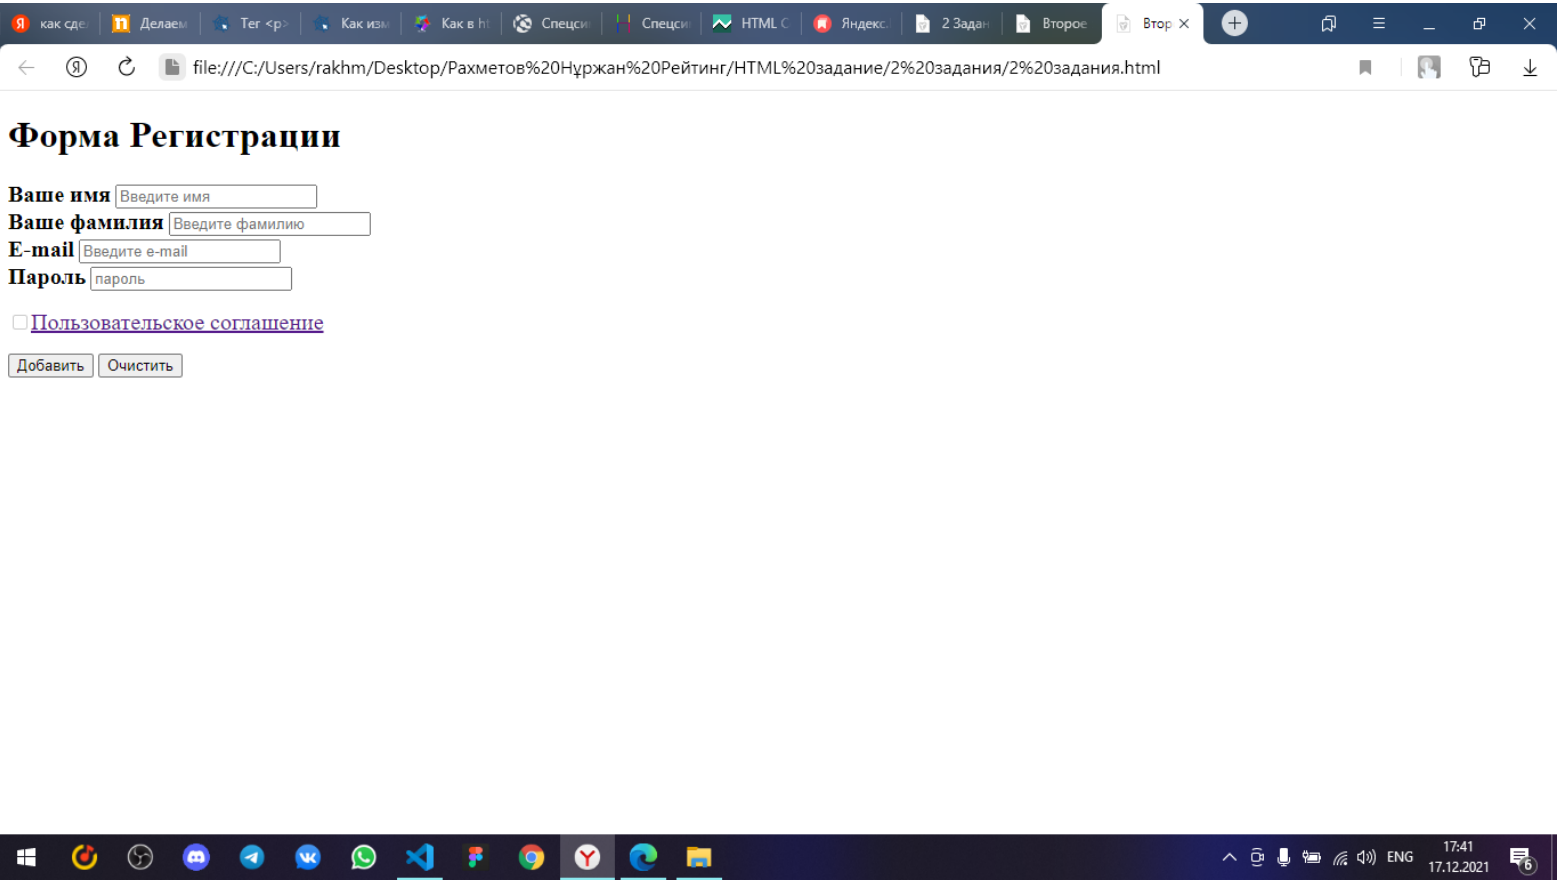 как сде
Делаем
Тег <p>
Как изм
Как в ht
Спецси
Спецси
HTML C
Яндекс.
2 Задан
Второе
Втор
file:///C:/Users/rakhm/Desktop/Рахметов%20Нұржан%20Рейтинг/HTML%20задание/2%20задания/2%20задания.html
Форма Регистрации
Ваше имя Введите имя
Ваше фамилия Введите фамилию
E-mail Введите e-mail
Пароль пароль
Пользовательское соглашение
Добавить Очистить
ENG
17:41
17.12.2021
6